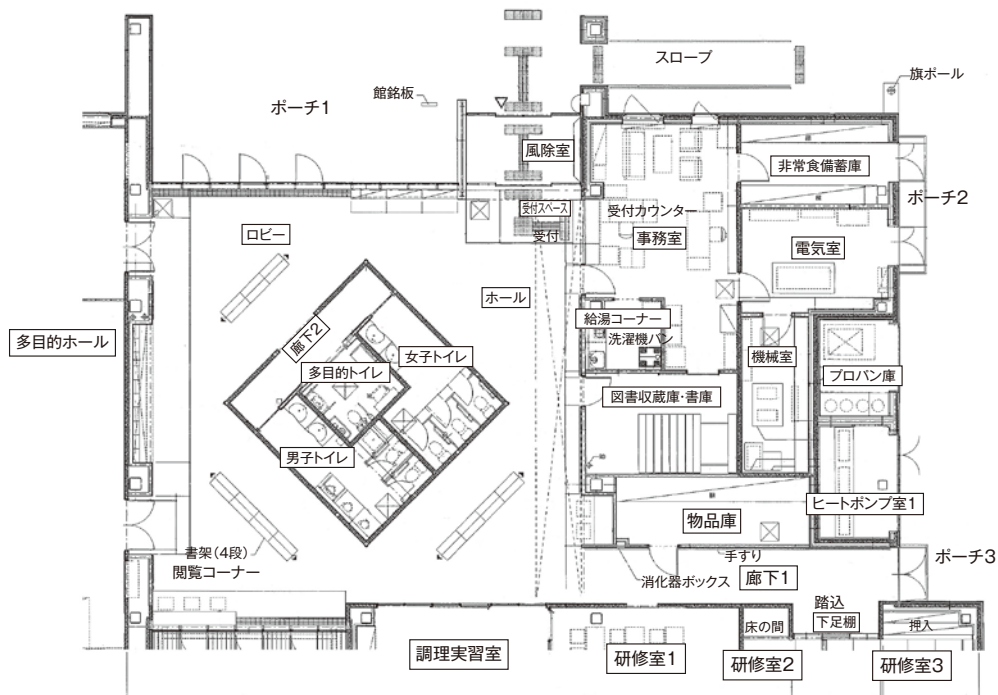 スロープ
旗ポール
館銘板
ポーチ1
風除室
非常食備蓄庫
ポーチ2
受付スペース
受付カウンター
ロビー
受付
事務室
電気室
ホール
給湯コーナー
洗濯機パン
多目的ホール
廊下2
女子トイレ
多目的トイレ
機械室
プロパン庫
図書収蔵庫・書庫
男子トイレ
ヒートポンプ室1
物品庫
書架(4段)
閲覧コーナー
手すり
ポーチ3
消化器ボックス
廊下1
踏込
下足棚
床の間
押入
調理実習室
研修室1
研修室2
研修室3